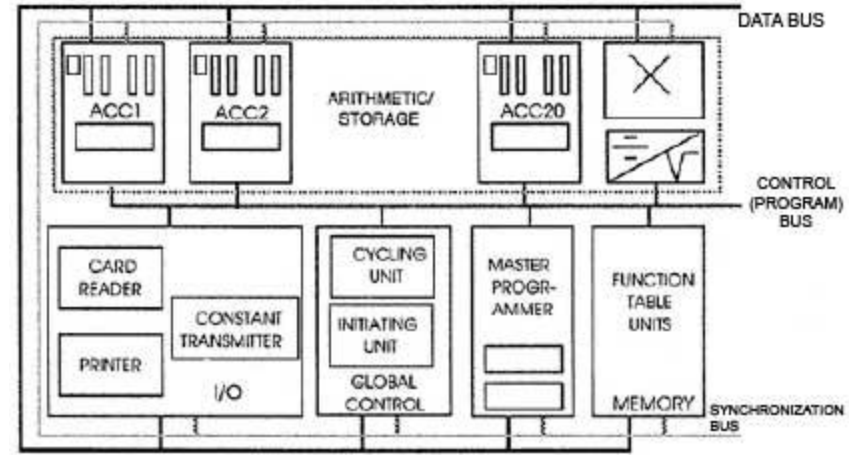 DATA BUS
ACC1
ACC2
ARITHMETIC/
STORAGE
ACC20
CONTROL
(PROGRAM)
BUS
CARD
READER
CONSTANT
TRANSMITTER
PRINTER
I/O
CYCLING
UNIT
INITIATING
UNIT
GLOBAL
CONTROL
MASTER
PROGR-
AMMER
FUNCTION
TABLE
UNITS
MEMORY
SYNCHRONIZATION
BUS